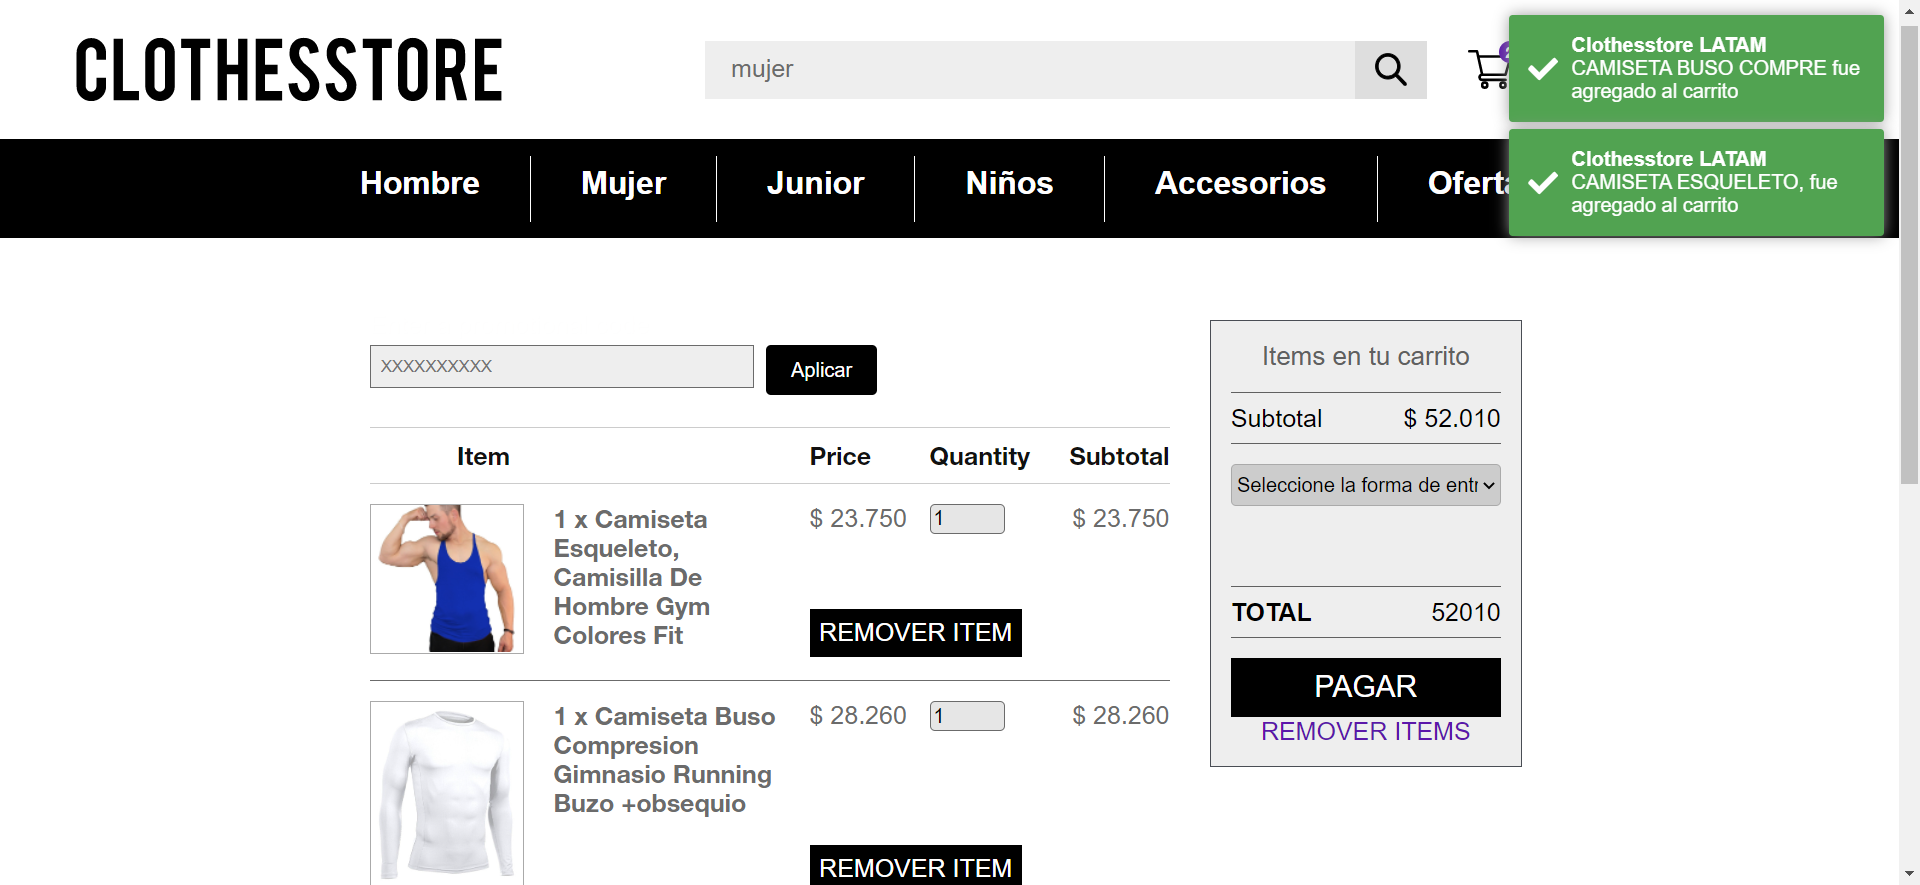 CLOTHESSTORE
mujer
Clothesstore LATAM
CAMISETA BUSO COMPRE fue
agregado al carrito
Clothesstore LATAM
CAMISETA ESQUELETO, fue
agregado al carrito
Hombre
Mujer
Junior
Niños
Accesorios
Oferta
XXXXXXXXXX
Aplicar
Item Price Quantity Subtotal
1 x Camiseta
Esqueleto,
Camisilla De
Hombre Gym
Colores Fit
$ 23.750
1
$ 23.750
REMOVER ITEM
1 x Camiseta Buso
Compresion
Gimnasio Running
Buzo +obsequio
$ 28.260
1
$ 28.260
REMOVER ITEM
Items en tu carrito
Subtotal $ 52.010
Seleccione la forma de entr
TOTAL 52010
PAGAR
REMOVER ITEMS